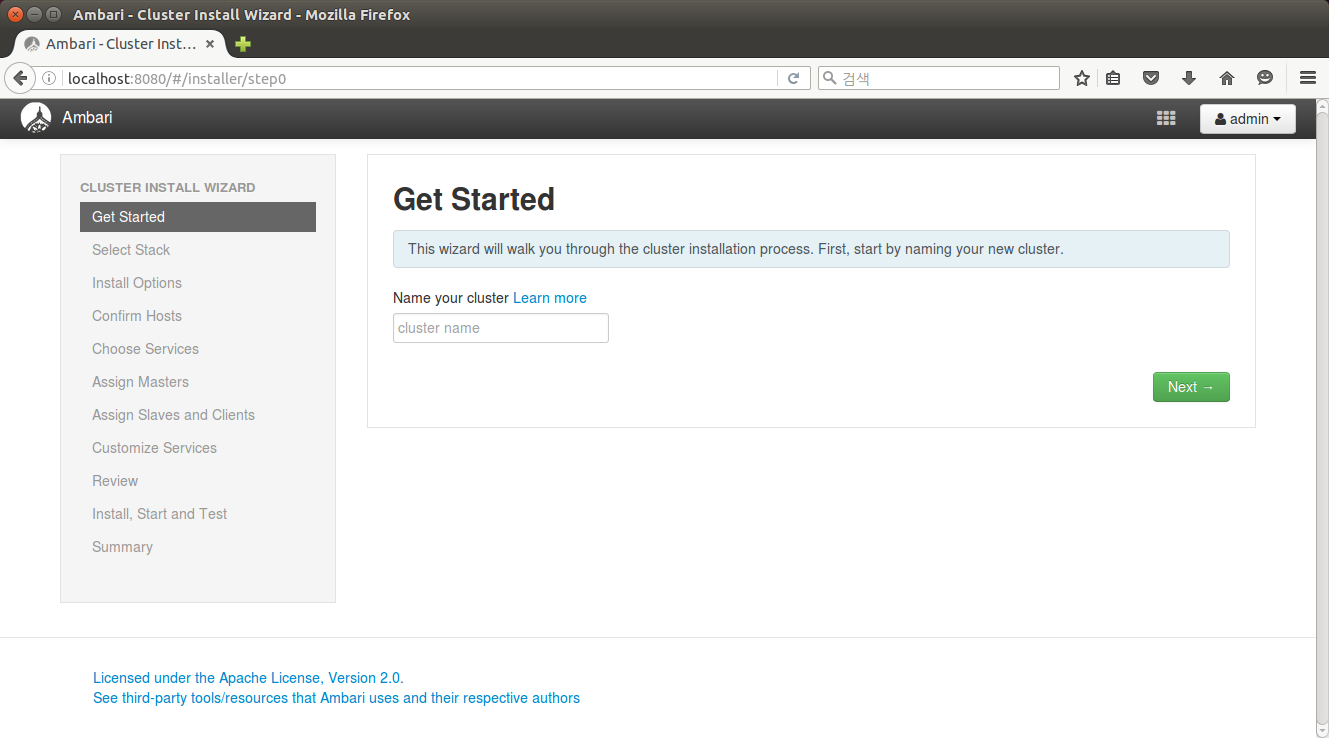 Ambari - Cluster Install Wizard - Mozilla Firefox
Ambari - Cluster Inst...
localhost:8080/#/installer/step0
검색
Ambari
admin
CLUSTER INSTALL WIZARD
Get Started
Select Stack
Install Options
Confirm Hosts
Choose Services
Assign Masters
Assign Slaves and Clients
Customize Services
Review
Install, Start and Test
Summary
Get Started
This wizard will walk you through the cluster installation process. First, start by naming your new cluster.
Name your cluster Learn more
cluster name
Next →
Licensed under the Apache License, Version 2.0.
See third-party tools/resources that Ambari uses and their respective authors